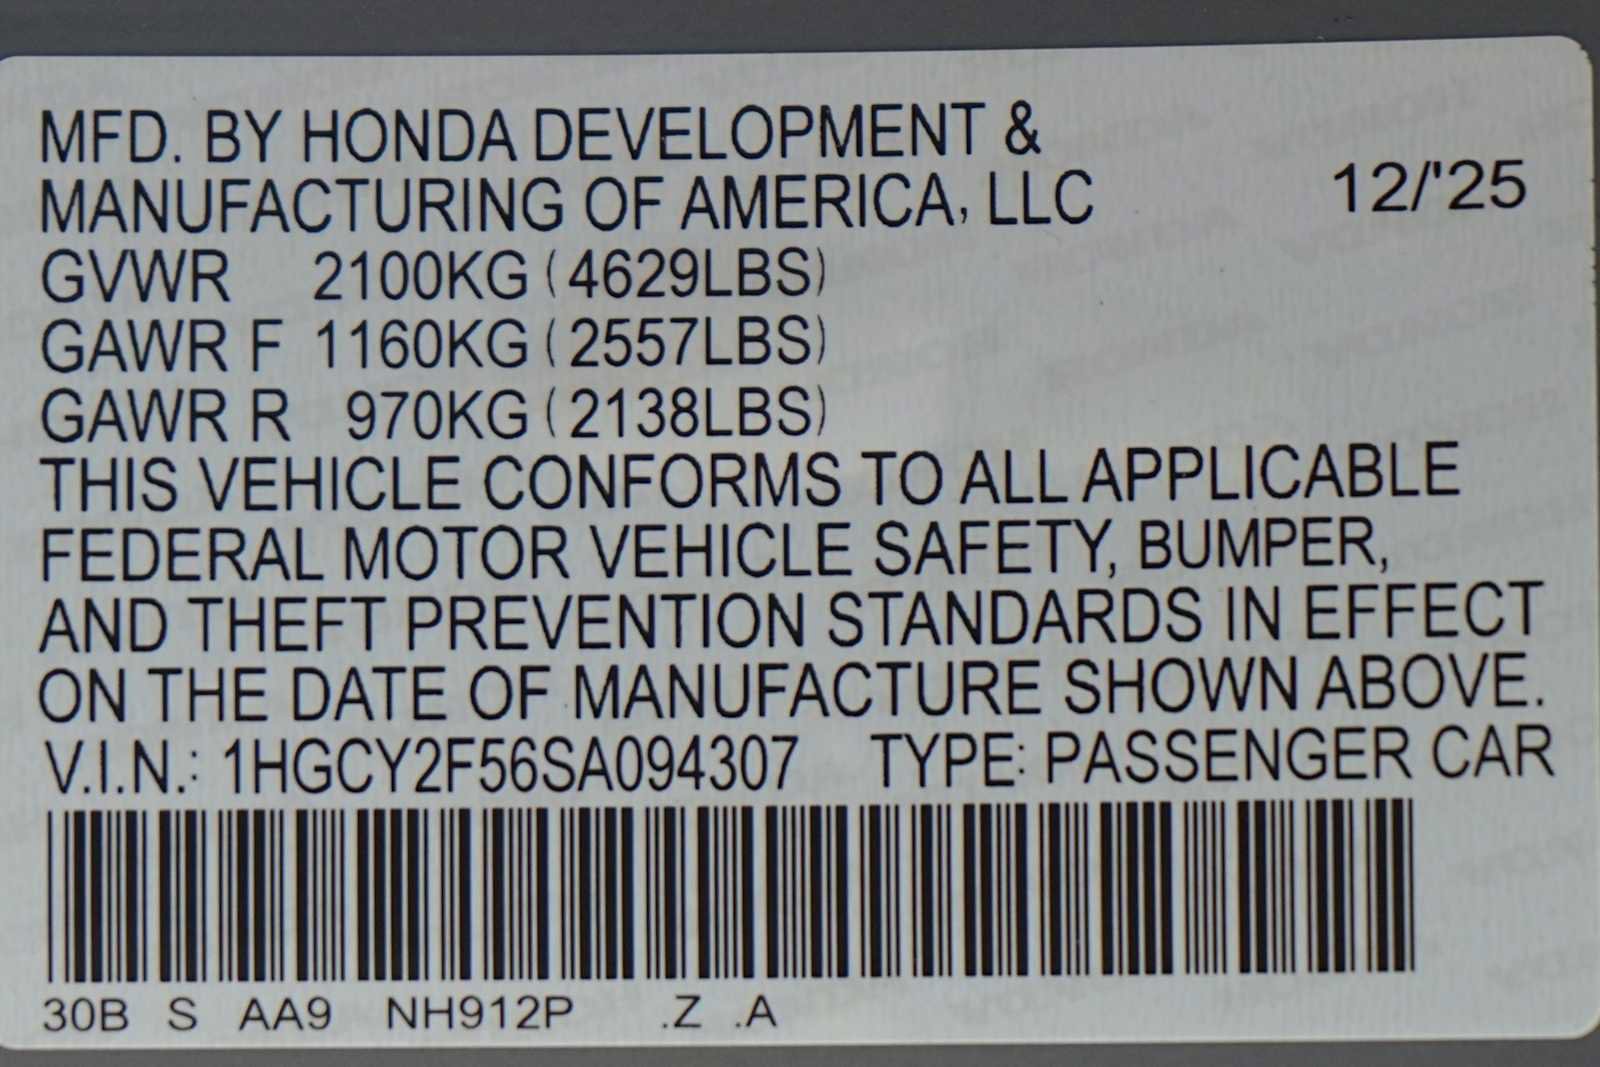 MFD. BY HONDA DEVELOPMENT &
MANUFACTURING OF AMERICA, LLC 12/'25
GVWR 2100KG (4629LBS)
GAWR F 1160KG (2557LBS)
GAWR R 970KG (2138LBS)
THIS VEHICLE CONFORMS TO ALL APPLICABLE
FEDERAL MOTOR VEHICLE SAFETY, BUMPER,
AND THEFT PREVENTION STANDARDS IN EFFECT
ON THE DATE OF MANUFACTURE SHOWN ABOVE.
V.I.N.: 1HGCY2F56SA094307 TYPE: PASSENGER CAR
30B S AA9 NH912P .Z .A